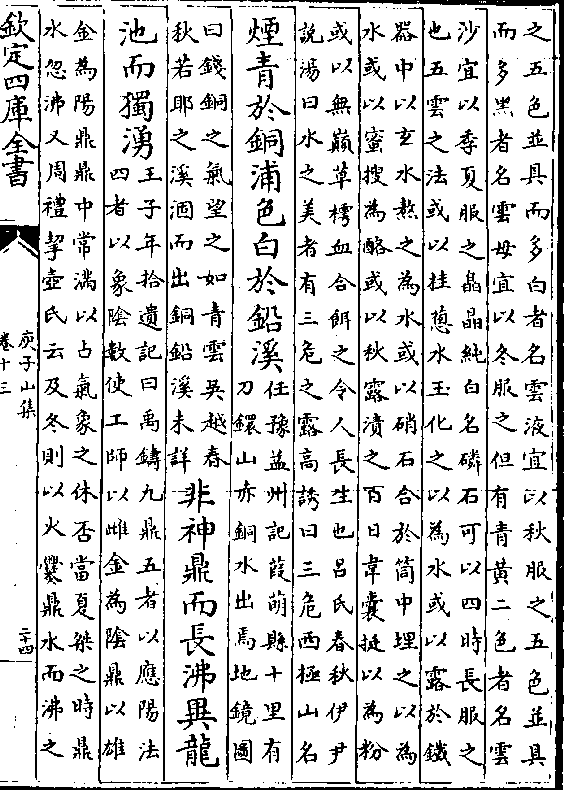 之五色並具而多白者名雲液宜以秋服之五色並具
而多黑者名雲母宜以冬服之但有青黃二色者名雲
沙宜以季夏服之晶晶純白名磷石可以四時長服之
也五雲之法或以桂蔥水玉化之以為水或以露於鐵
器中以玄水熬之為水或以硝石合於筒中埋之以為
水或以蜜搜為酪或以秋露漬之百日韋囊挻以為粉
或以無巔草樗血合餌之令人長生也呂氏春秋伊尹
說湯曰水之美者有三危之露高誘曰三危西極山名
煙青於銅浦色白於鉛溪
任豫益州記葭萌縣十里有
刀鐶山赤銅水出焉地鏡圖
曰錢銅之氣望之如青雲吳越春
秋若耶之溪涸而出銅鉛溪未詳
非神鼎而長沸異龍
池而獨湧
王子年拾遺記曰禹鑄九鼎五者以應陽法
四者以象陰數使工師以雌金為陰鼎以雄
金為陽鼎鼎中常滿以占氣象之休否當夏桀之時鼎
水忽沸又周禮挈壺氏云及冬則以火爨鼎水而沸之
欽定四庫全書
庾子山集
卷十三
二十四